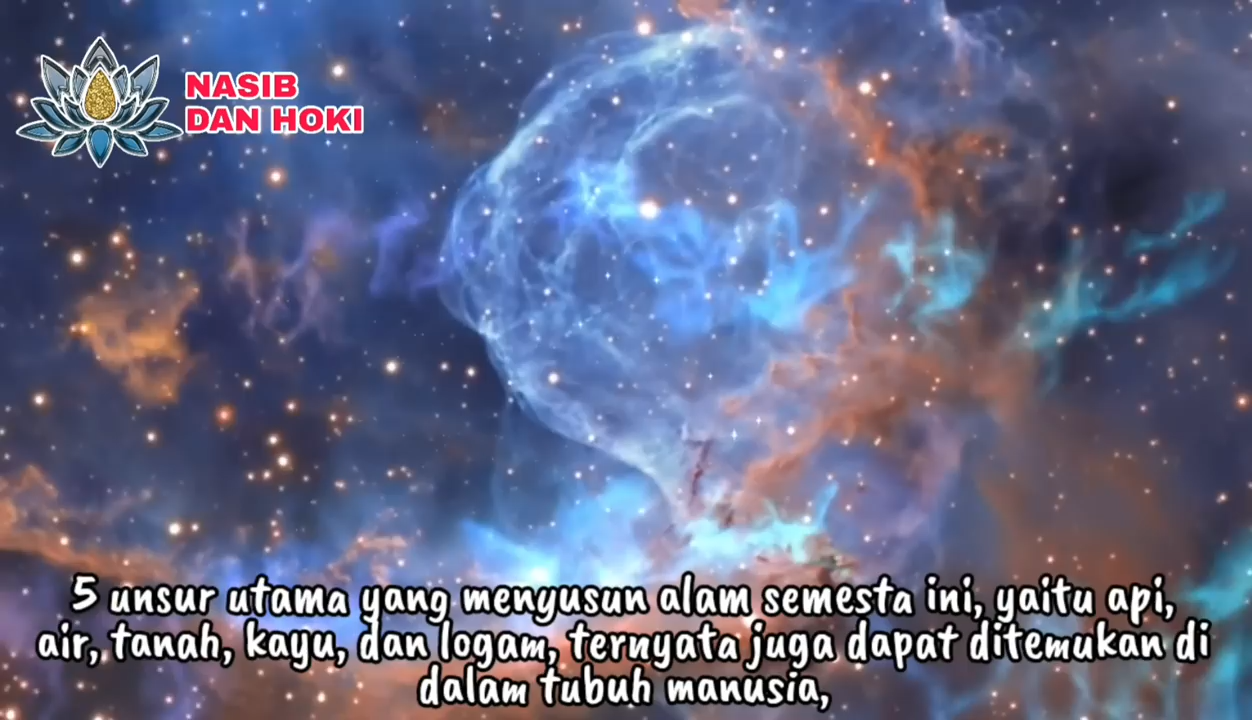 NASIB
DAN HOKI
5 unsur utama yang menyusun alam semesta ini, yaitu api,
air, tanah, kayu, dan logam, ternyata juga dapat ditemukan di
dalam tubuh manusia,